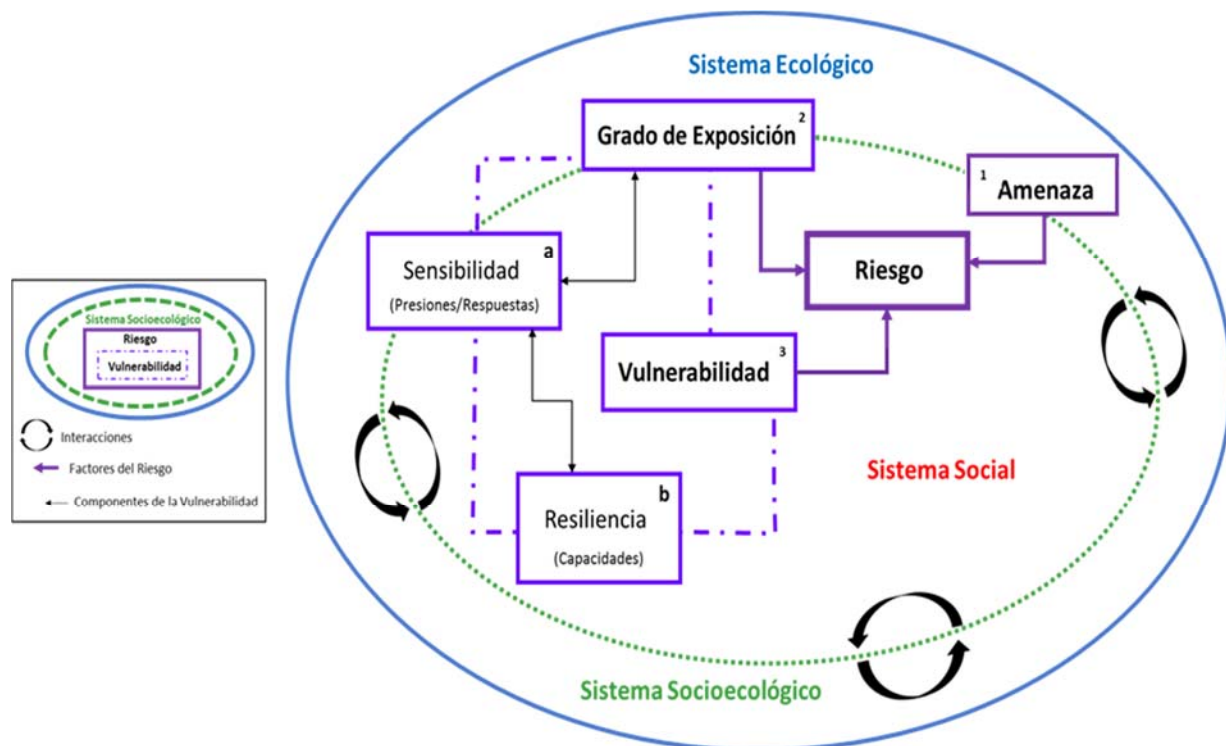 Sistema Ecológico
Grado de Exposición 2
1 Amenaza
a
Sensibilidad
(Presiones/Respuestas)
Riesgo
Vulnerabilidad 3
Sistema Social
b
Resiliencia
(Capacidades)
Sistema Socioecológico
Sistema Socioecológico
Riesgo
Vulnerabilidad
Interacciones
Factores del Riesgo
Componentes de la Vulnerabilidad